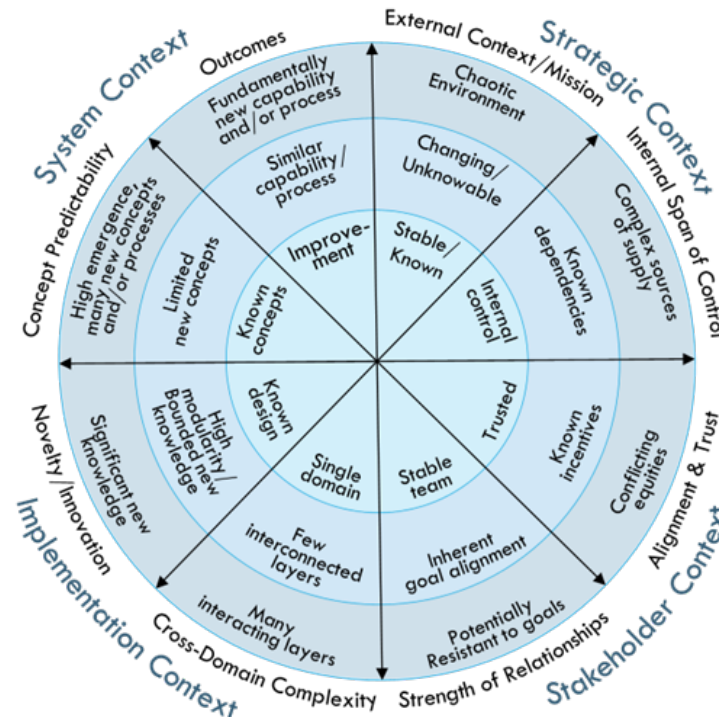 System Context
Strategic Context
Implementation Context
Stakeholder Context
Outcomes
Fundamentally
new capability
and/or process
Similar
capability/
process
Improve-
ment
External Context/Mission
Chaotic
Environment
Changing/
Unknowable
Stable/
Known
Internal Span of Control
Complex sources
of supply
Known
dependencies
Internal
control
Alignment & Trust
Conflicting
equities
Known
incentives
Trusted
Strength of Relationships
Potentially
Resistant to goals
Inherent
goal alignment
Stable
team
Cross-Domain Complexity
Many
interacting layers
Few
interconnected
layers
Single
domain
Novelty/Innovation
Significant new
knowledge
High
modularity/
Bounded new
knowledge
Known
design
Concept Predictability
High emergence,
many new concepts
and/or processes
Limited
new concepts
Known
concepts